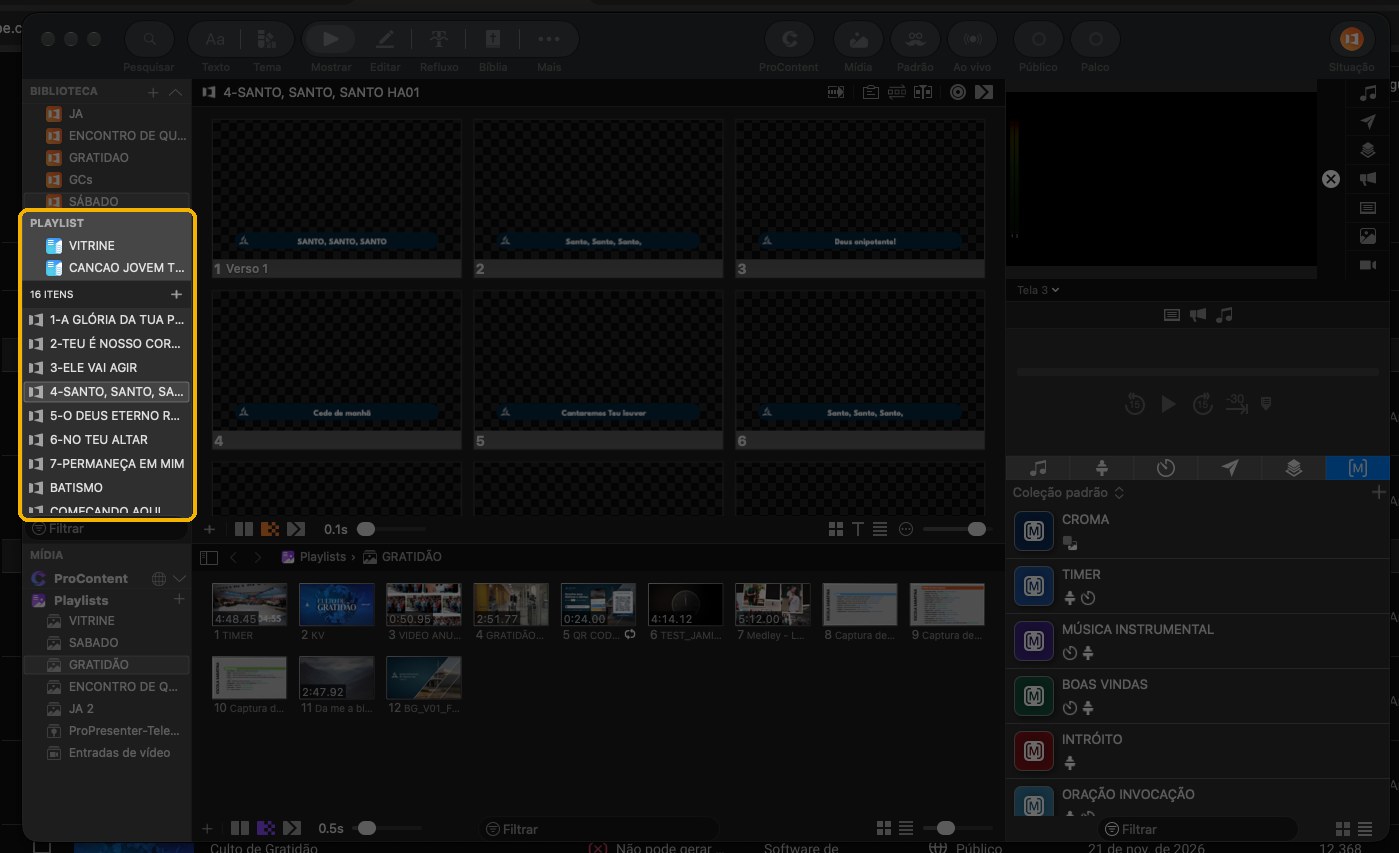 Pesquisar
Aa
Texto
Tema
Mostrar
Editar
Refluxo
Bíblia
Mais
ProContent
Mídia
Padrão
Ao vivo
Público
Palco
Situação
BIBLIOTECA
JA
ENCONTRO DE QU...
GRATIDAO
GCs
SÁBADO
PLAYLIST
VITRINE
CANCAO JOVEM T...
16 ITENS
1-A GLÓRIA DA TUA P...
2-TEU É NOSSO COR...
3-ELE VAI AGIR
4-SANTO, SANTO, SA...
5-O DEUS ETERNO R...
6-NO TEU ALTAR
7-PERMANEÇA EM MIM
BATISMO
COMEÇANDO AQUI
Filtrar
4-SANTO, SANTO, SANTO HA01
SANTO, SANTO, SANTO
1 Verso 1
Santo, Santo, Santo,
2
Deus onipotente!
3
Cedo de manhã
4
Cantaremos Teu louvor
5
Santo, Santo, Santo,
6
0.1s
Tela 3
15
15
-30
Coleção padrão
CROMA
TIMER
MÚSICA INSTRUMENTAL
BOAS VINDAS
INTRÓITO
ORAÇÃO INVOCAÇÃO
Filtrar
MÍDIA
ProContent
Playlists
VITRINE
SABADO
GRATIDÃO
ENCONTRO DE Q...
JA 2
ProPresenter-Tele...
Entradas de vídeo
Playlists › GRATIDÃO
4:48.45
1 TIMER
GRATIDÃO
2 KV
0:50.95
3 VIDEO ANU...
2:51.77
4 GRATIDÃO...
0:24.00
5 QR COD...
4:14.12
6 TEST_JAMI...
5:12.00
7 Medley - L...
8 Captura de...
9 Captura de...
10 Captura d...
2:47.92
11 Da me a bl...
12 BG_V01_F...
0.5s
Filtrar
Culto de Gratidão
Não pode gerar
Software de
Público
21 de nov. de 2026
12.368